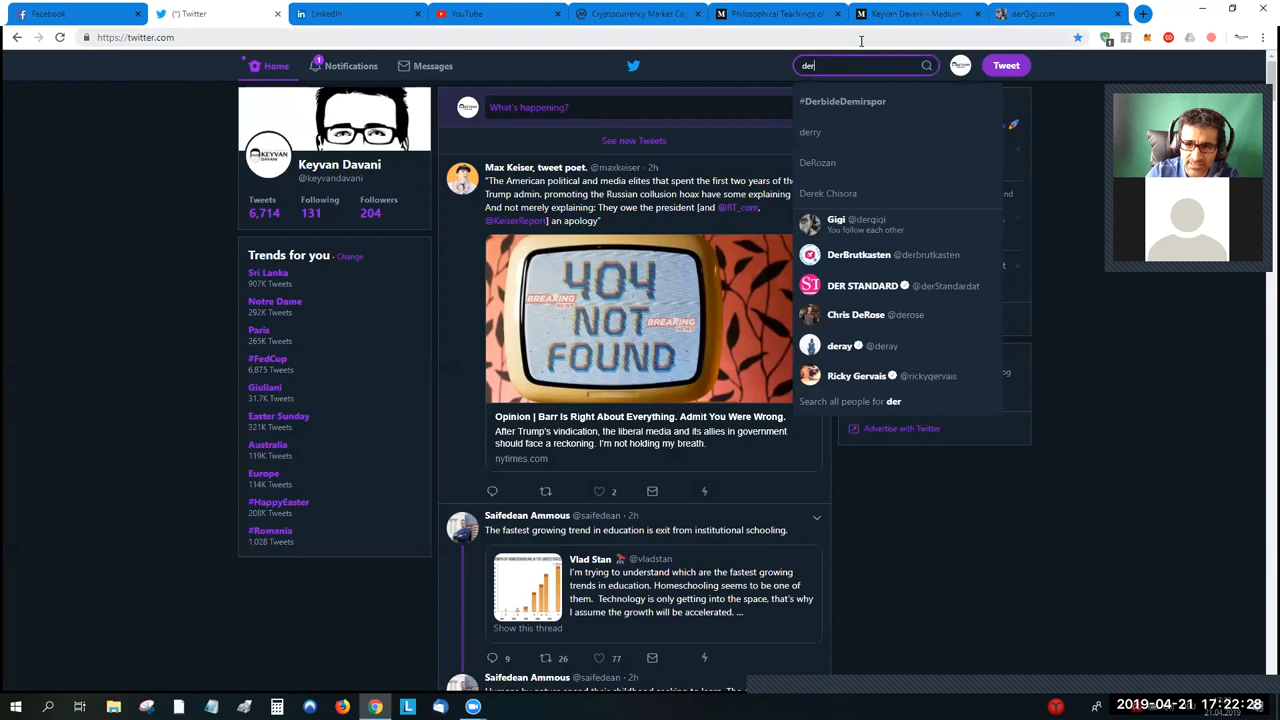 Facebook
(*) Twitter
LinkedIn
YouTube
Cryptocurrency Market Ca
Philosophical Teachings of
Keyvan Davani – Medium
derGigi.com
https://twitter.com
Home
1
Notifications
Messages
der
Tweet
KEYVAN
DAVANI
Keyvan Davani
@keyvandavani
Tweets Following Followers
6,714 131 204
Trends for you · Change
Sri Lanka
907K Tweets
Notre Dame
292K Tweets
Paris
265K Tweets
#FedCup
6,875 Tweets
Giuliani
31.7K Tweets
Easter Sunday
321K Tweets
Australia
119K Tweets
Europe
114K Tweets
#HappyEaster
208K Tweets
#Romania
1,028 Tweets
What's happening?
See new Tweets
Max Keiser, tweet poet. @maxkeiser · 2h
"The American political and media elites that spent the first two years of the
Trump admin. promoting the Russian collusion hoax have some explaining
And not merely explaining: They owe the president [and @RT_com,
@KeiserReport] an apology"
404
BREAKING
NEWS
NOT
BREAKING
NEWS
FOUND
Opinion | Barr Is Right About Everything. Admit You Were Wrong.
After Trump's vindication, the liberal media and its allies in government
should face a reckoning. I'm not holding my breath.
nytimes.com
2
Saifedean Ammous @saifedean · 2h
The fastest growing trend in education is exit from institutional schooling.
Vlad Stan @vladstan
I'm trying to understand which are the fastest growing
trends in education. Homeschooling seems to be one of
them. Technology is only getting into the space, that's why
I assume the growth will be accelerated. ...
Show this thread
9 26 77
Saifedean Ammous @saifedean · 2h
#DerbideDemirspor
derry
DeRozan
Derek Chisora
Gigi @dergigi
You follow each other
DerBrutkasten @derbrutkasten
ST
DER STANDARD @derStandardat
Chris DeRose @derose
deray @deray
Ricky Gervais @rickygervais
Search all people for der
Advertise with Twitter
2019-04-21 17:22:28
21.04.2019